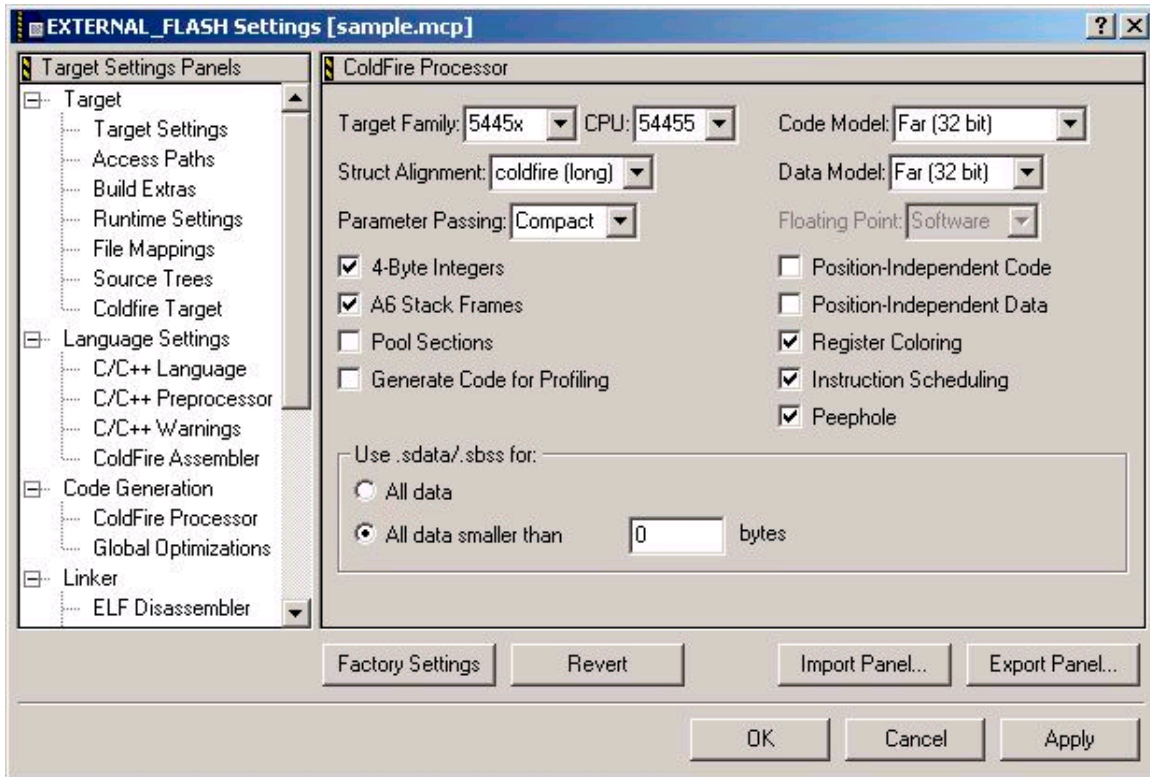 EXTERNAL_FLASH Settings [sample.mcp]
Target Settings Panels
Target
Target Settings
Access Paths
Build Extras
Runtime Settings
File Mappings
Source Trees
Coldfire Target
Language Settings
C/C++ Language
C/C++ Preprocessor
C/C++ Warnings
ColdFire Assembler
Code Generation
ColdFire Processor
Global Optimizations
Linker
ELF Disassembler
ColdFire Processor
Target Family: 5445x CPU: 54455 Code Model: Far (32 bit)
Struct Alignment: coldfire (long) Data Model: Far (32 bit)
Parameter Passing: Compact Floating Point: Software
4-Byte Integers Position-Independent Code
A6 Stack Frames Position-Independent Data
Pool Sections Register Coloring
Generate Code for Profiling Instruction Scheduling
Peephole
Use .sdata/.sbss for:
All data
All data smaller than 0 bytes
Factory Settings Revert Import Panel... Export Panel...
OK Cancel Apply